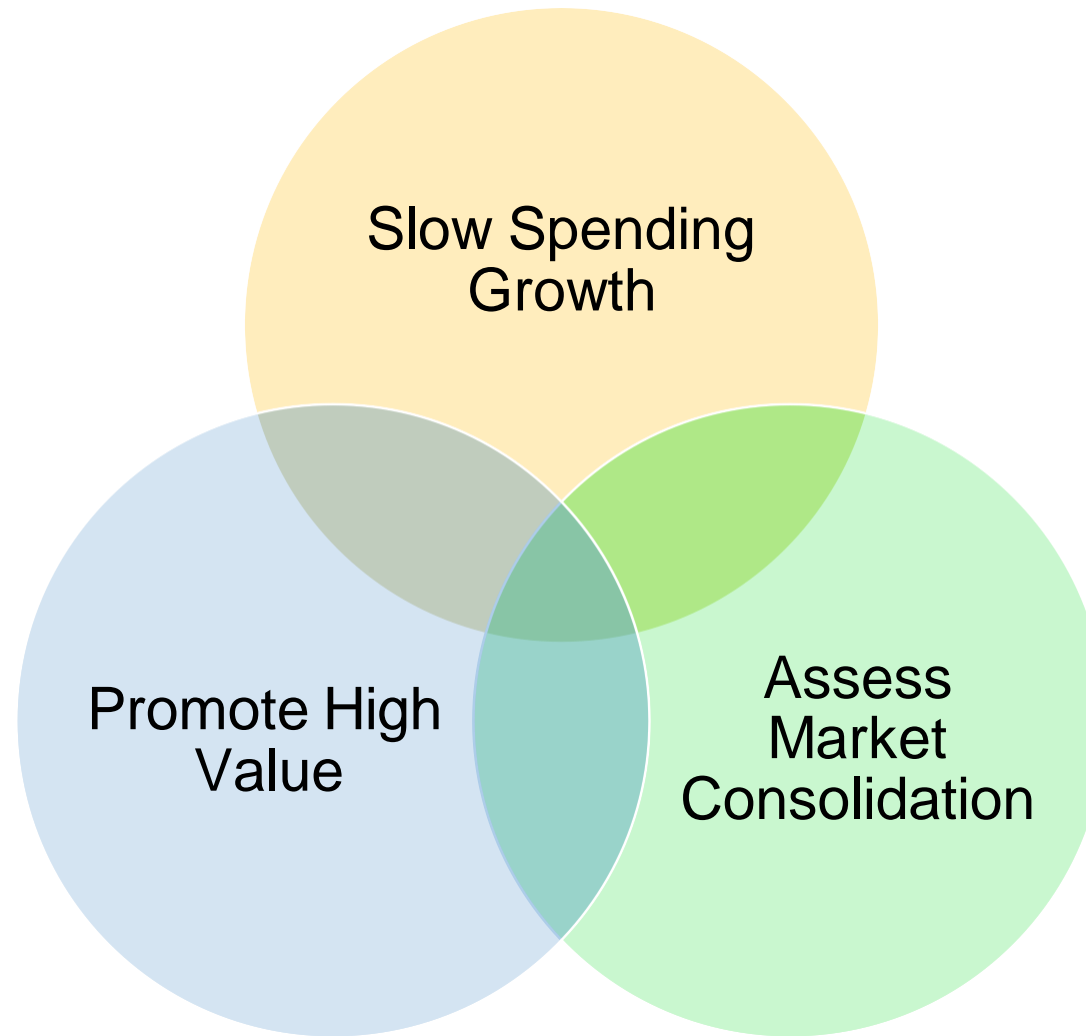 Slow Spending
Growth
Promote High
Value
Assess
Market
Consolidation